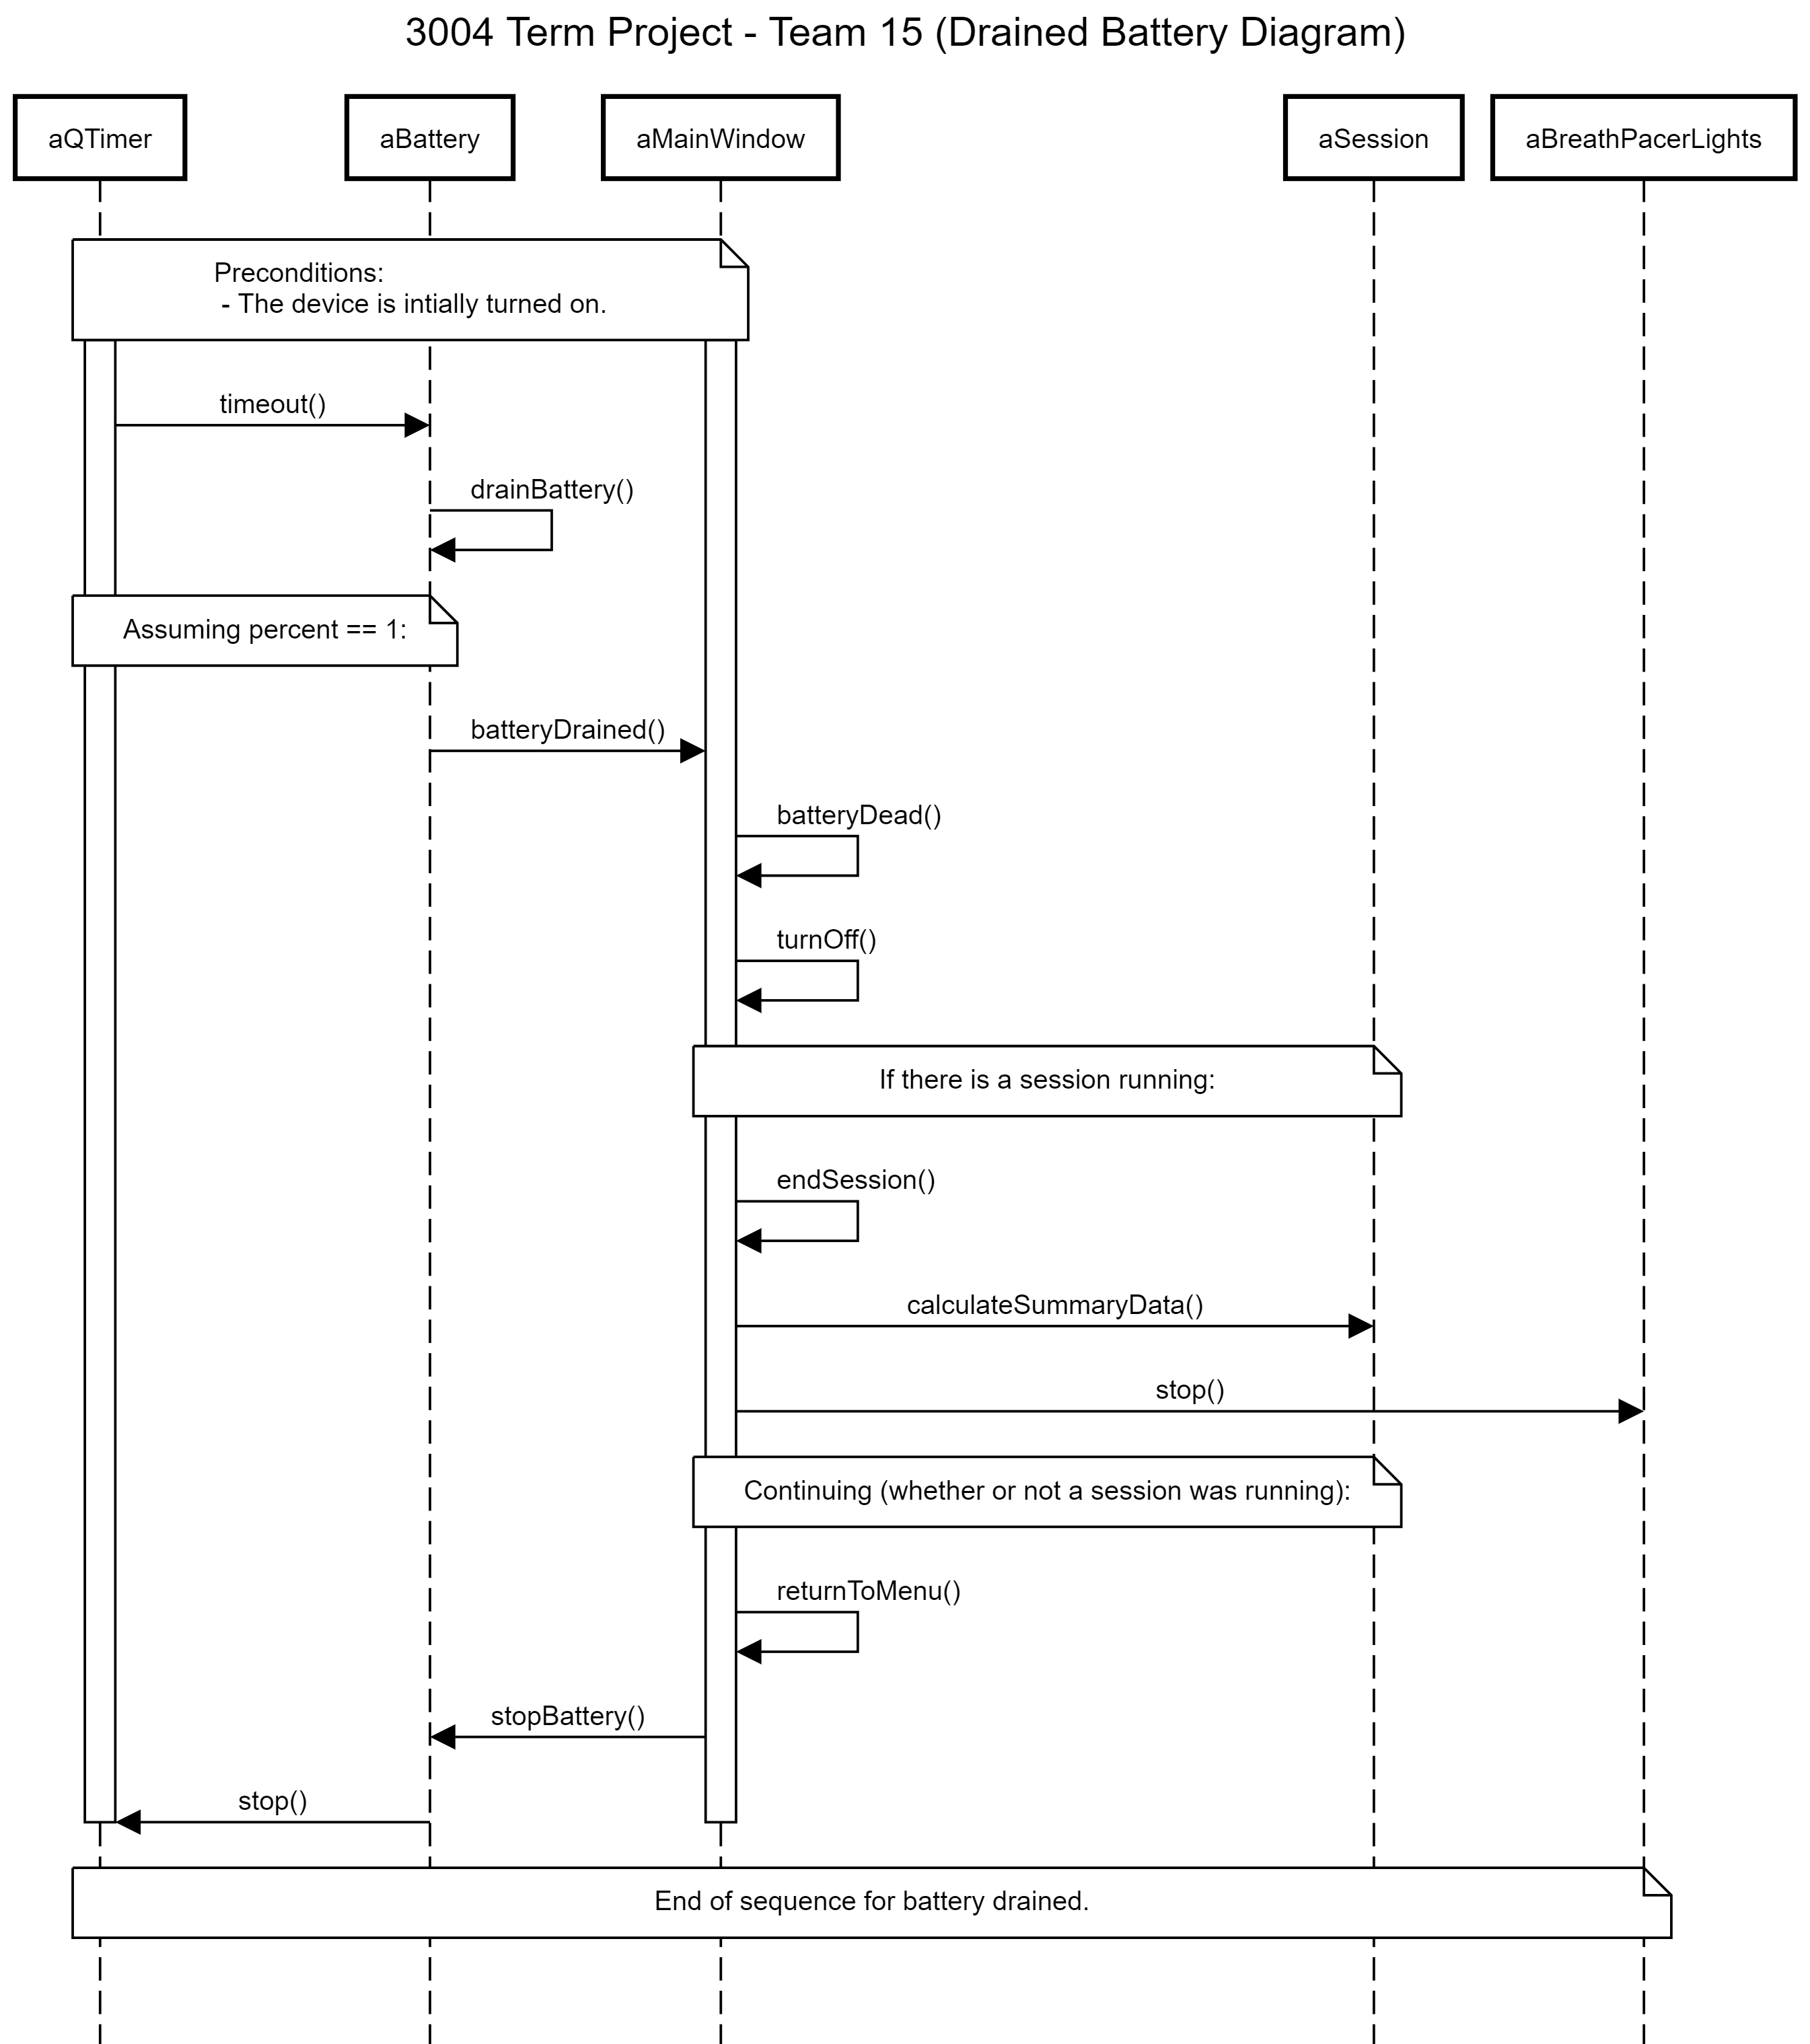 3004 Term Project - Team 15 (Drained Battery Diagram)
aQTimer
aBattery
aMainWindow
aSession
aBreathPacerLights
Preconditions:
- The device is intially turned on.
timeout()
drainBattery()
Assuming percent == 1:
batteryDrained()
batteryDead()
turnOff()
If there is a session running:
endSession()
calculateSummaryData()
stop()
Continuing (whether or not a session was running):
returnToMenu()
stopBattery()
stop()
End of sequence for battery drained.